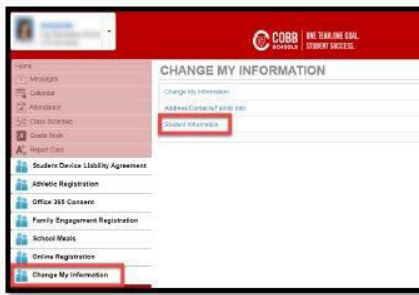 COBB SCHOOLS
ONE TEAM, ONE GOAL.
STUDENT SUCCESS.
Home
Messages
Calendar
Attendance
Class Schedule
Grade Book
Report Card
Student Device Liability Agreement
Athletic Registration
Office 365 Consent
Family Engagement Registration
School Meals
Online Registration
Change My Information
CHANGE MY INFORMATION
Change My Information
Address/Contacts/Family Info
Student Information